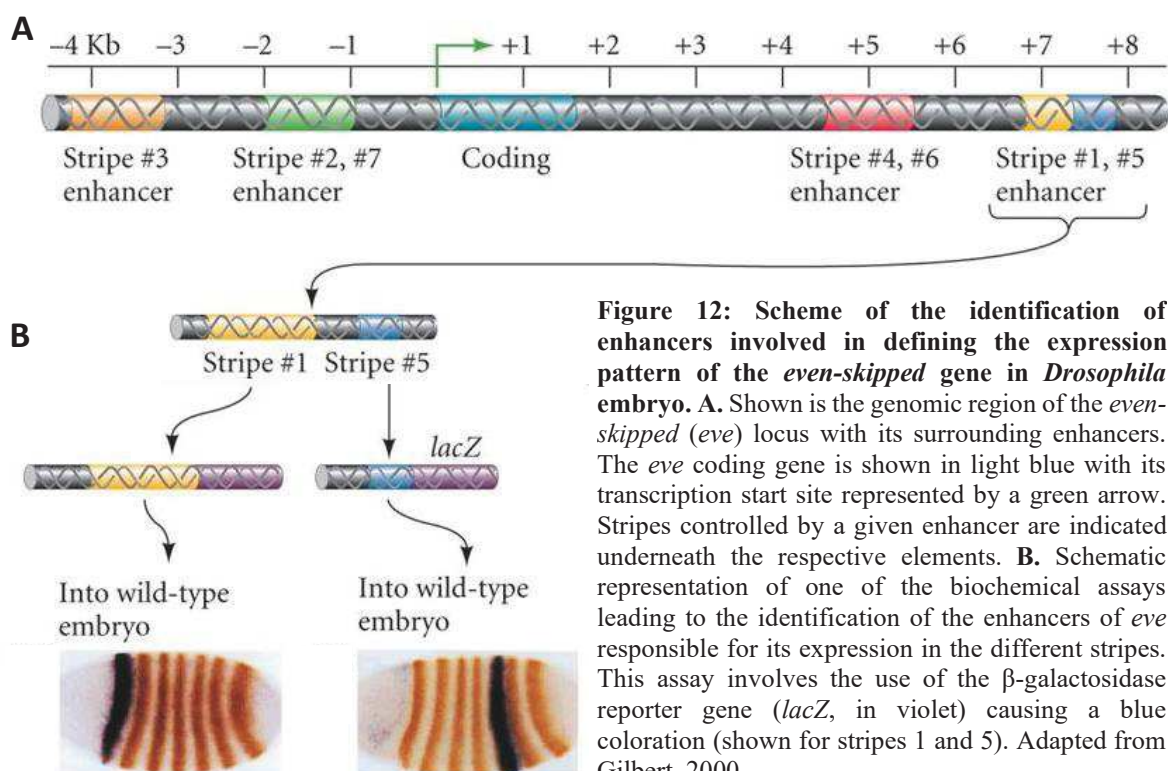 A
–4 Kb –3 –2 –1 +1 +2 +3 +4 +5 +6 +7 +8
Stripe #3 enhancer
Stripe #2, #7 enhancer
Coding
Stripe #4, #6 enhancer
Stripe #1, #5 enhancer
B
Stripe #1 Stripe #5
lacZ
Into wild-type embryo
Into wild-type embryo
Figure 12: Scheme of the identification of
enhancers involved in defining the expression
pattern of the even-skipped gene in Drosophila
embryo. A. Shown is the genomic region of the even-
skipped (eve) locus with its surrounding enhancers.
The eve coding gene is shown in light blue with its
transcription start site represented by a green arrow.
Stripes controlled by a given enhancer are indicated
underneath the respective elements. B. Schematic
representation of one of the biochemical assays
leading to the identification of the enhancers of eve
responsible for its expression in the different stripes.
This assay involves the use of the β-galactosidase
reporter gene (lacZ, in violet) causing a blue
coloration (shown for stripes 1 and 5). Adapted from
Gilbert, 2000